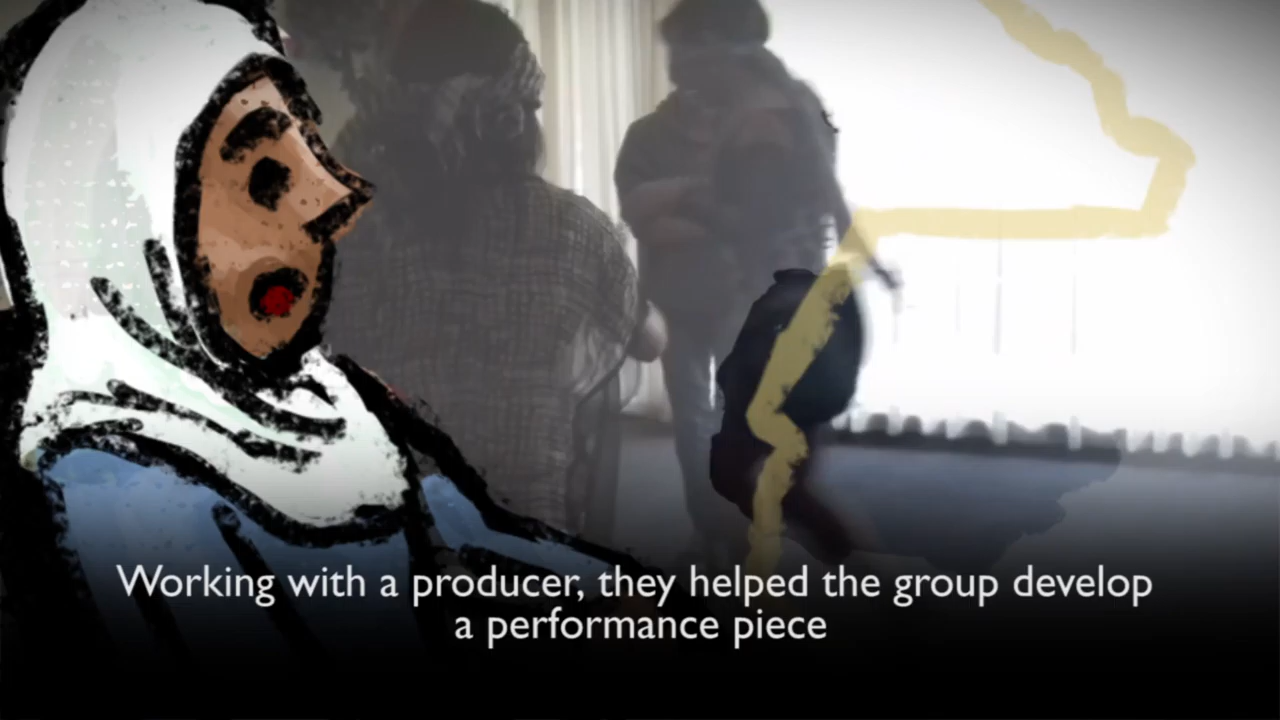 Working with a producer, they helped the group develop
a performance piece